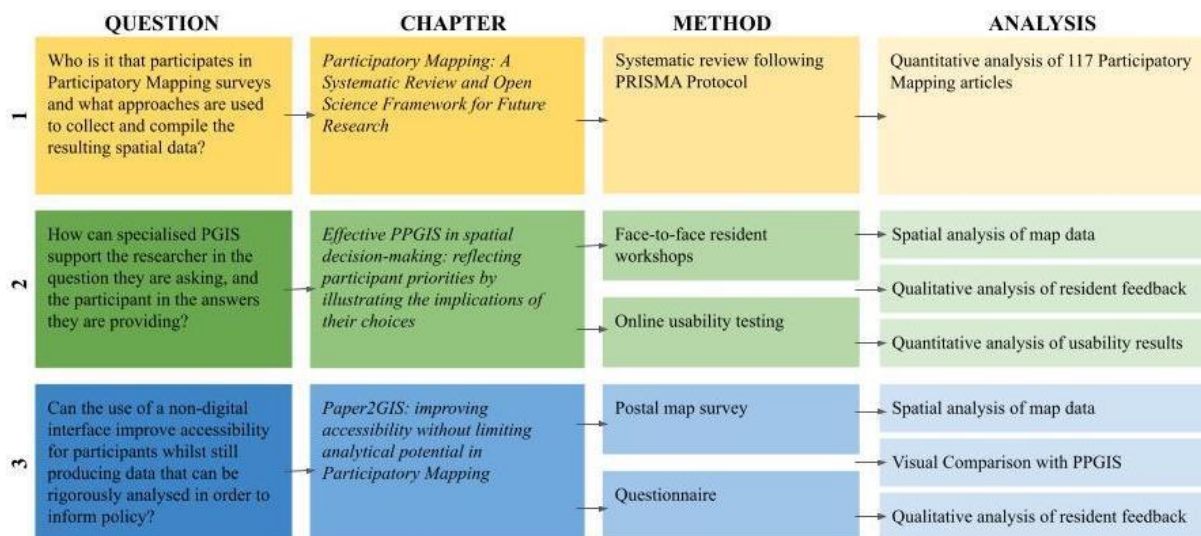 QUESTION
CHAPTER
METHOD
ANALYSIS
1
Who is it that participates in
Participatory Mapping surveys
and what approaches are used
to collect and compile the
resulting spatial data?
Participatory Mapping: A
Systematic Review and Open
Science Framework for Future
Research
Systematic review following
PRISMA Protocol
Quantitative analysis of 117 Participatory
Mapping articles
2
How can specialised PGIS
support the researcher in the
question they are asking, and
the participant in the answers
they are providing?
Effective PPGIS in spatial
decision-making: reflecting
participant priorities by
illustrating the implications of
their choices
Face-to-face resident
workshops
Online usability testing
Spatial analysis of map data
Qualitative analysis of resident feedback
Quantitative analysis of usability results
3
Can the use of a non-digital
interface improve accessibility
for participants whilst still
producing data that can be
rigorously analysed in order to
inform policy?
Paper2GIS: improving
accessibility without limiting
analytical potential in
Participatory Mapping
Postal map survey
Questionnaire
Spatial analysis of map data
Visual Comparison with PPGIS
Qualitative analysis of resident feedback